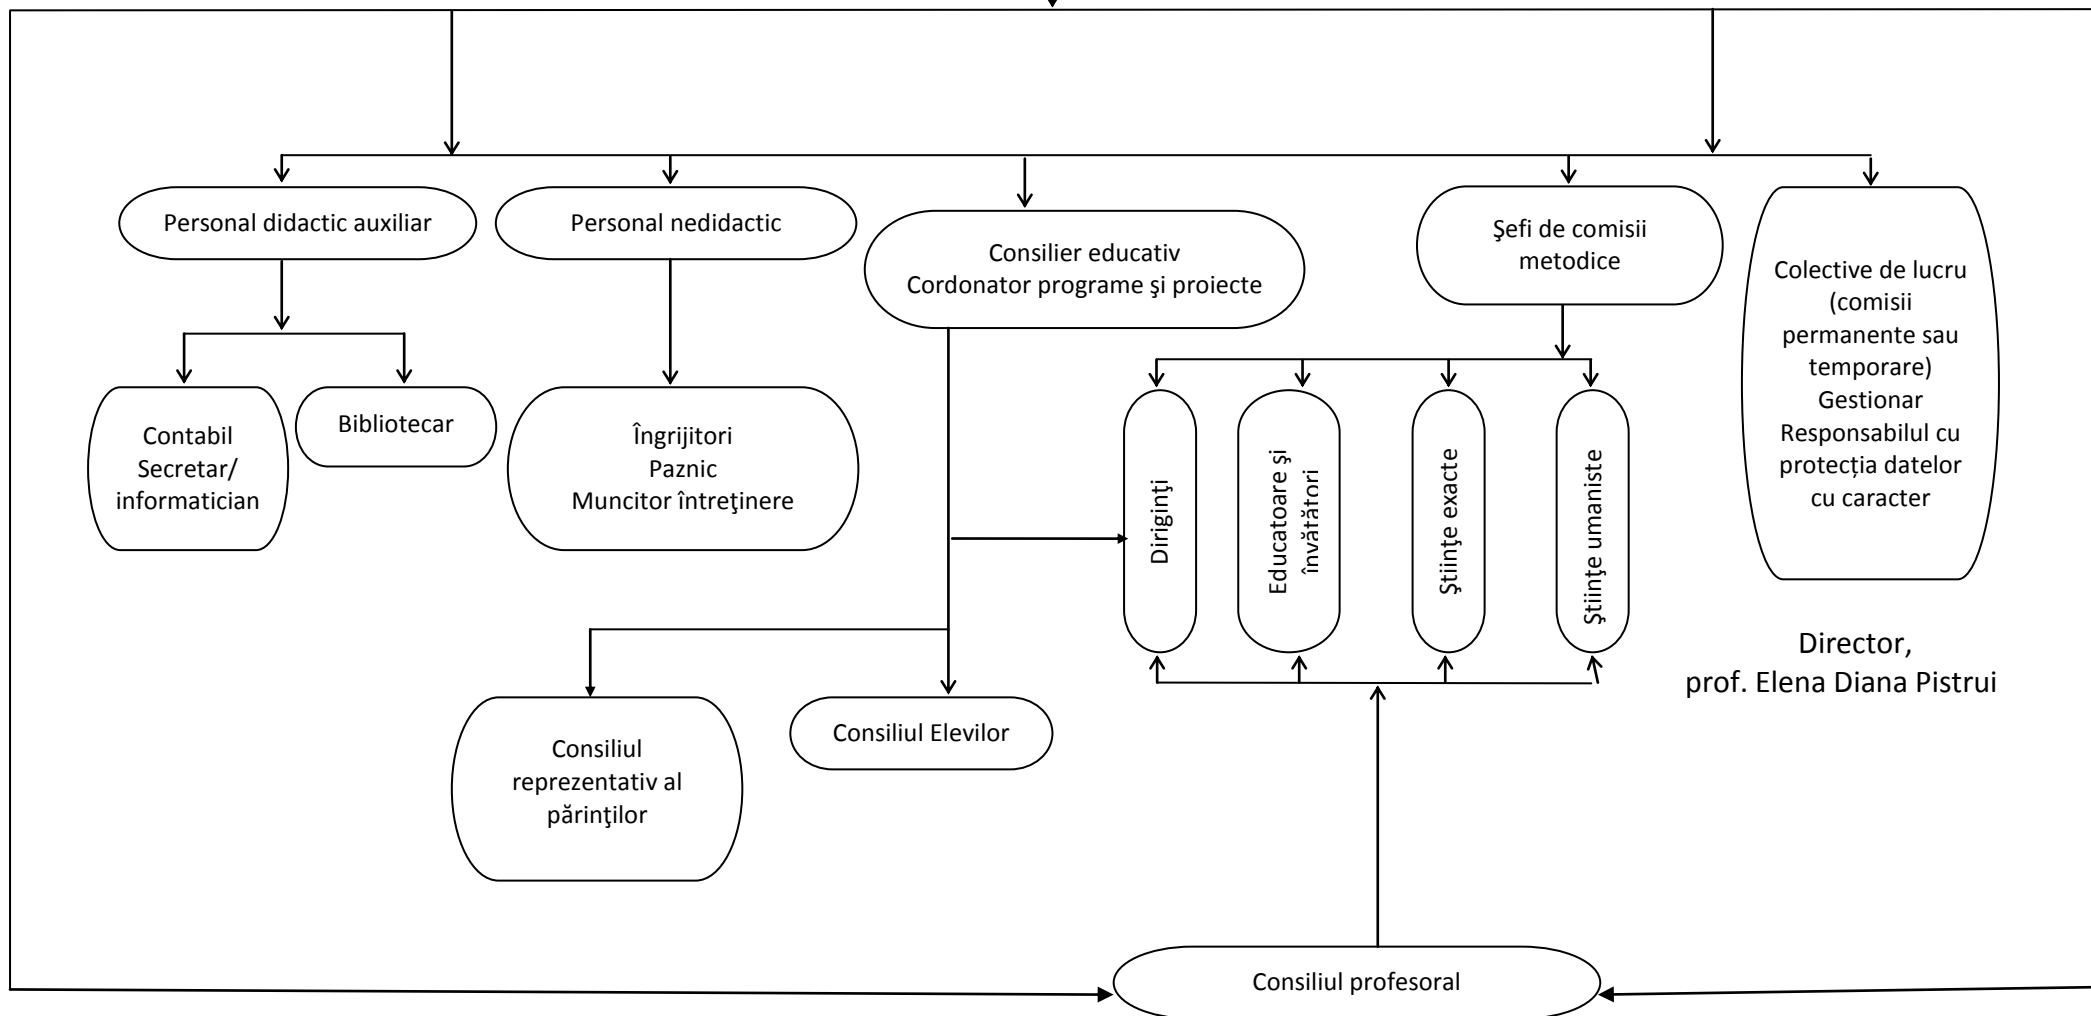 Personal didactic auxiliar
Personal nedidactic
Consilier educativ
Cordonator programe şi proiecte
Şefi de comisii
metodice
Colective de lucru
(comisii
permanente sau
temporare)
Gestionar
Responsabilul cu
protecția datelor
cu caracter
Contabil
Secretar/
informatician
Bibliotecar
Îngrijitori
Paznic
Muncitor întreţinere
Diriginţi
Educatoare şi
învătători
Ştiinţe exacte
Ştiinţe umaniste
Director,
prof. Elena Diana Pistrui
Consiliul
reprezentativ al
părinţilor
Consiliul Elevilor
Consiliul profesoral